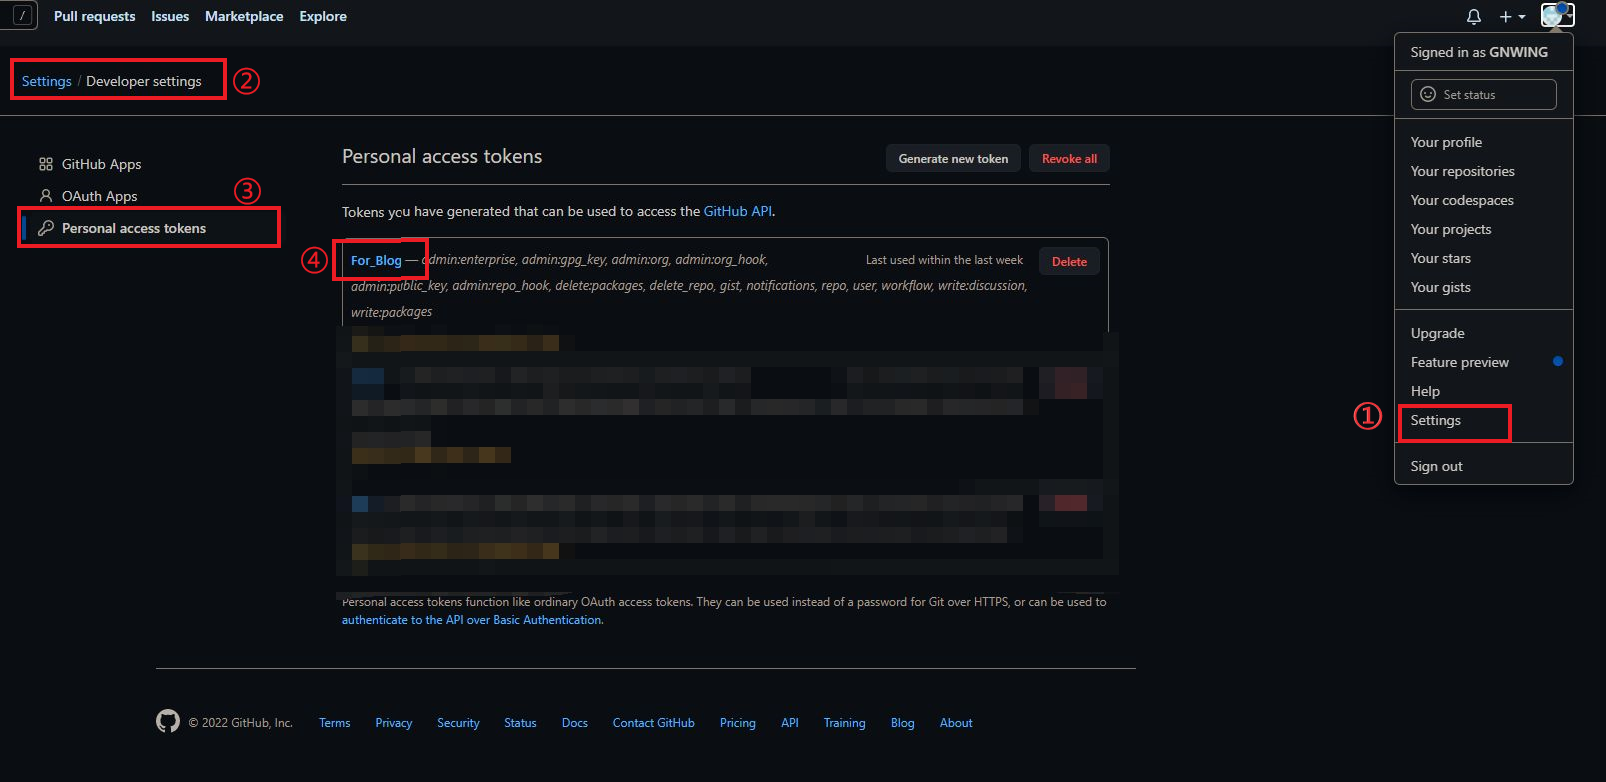 / Pull requests Issues Marketplace Explore
Settings / Developer settings ②
GitHub Apps
OAuth Apps
③
Personal access tokens
Personal access tokens
Generate new token Revoke all
Tokens you have generated that can be used to access the GitHub API.
④ For_Blog — admin:enterprise, admin:gpg_key, admin:org, admin:org_hook,
admin:public_key, admin:repo_hook, delete:packages, delete_repo, gist, notifications, repo, user, workflow, write:discussion,
write:packages
Last used within the last week Delete
Personal access tokens function like ordinary OAuth access tokens. They can be used instead of a password for Git over HTTPS, or can be used to
authenticate to the API over Basic Authentication.
Signed in as GNWING
Set status
Your profile
Your repositories
Your codespaces
Your projects
Your stars
Your gists
Upgrade
Feature preview
Help
① Settings
Sign out
© 2022 GitHub, Inc. Terms Privacy Security Status Docs Contact GitHub Pricing API Training Blog About